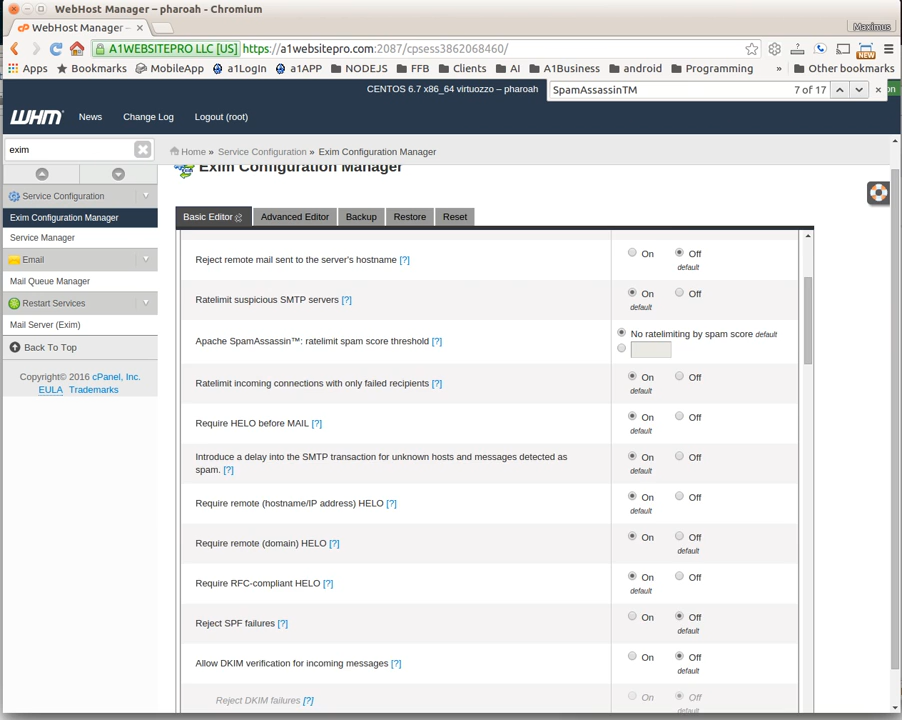 WebHost Manager – pharoah - Chromium
WebHost Manager - ×
Maximus
A1WEBSITEPRO LLC [US] https://a1websitepro.com:2087/cpsess3862068460/
NEW
Apps Bookmarks MobileApp a1LogIn a1APP NODEJS FFB Clients AI A1Business android Programming » Other bookmarks
CENTOS 6.7 x86_64 virtuozzo – pharoah
SpamAssassinTM 7 of 17
on
WHM News Change Log Logout (root)
exim
Home » Service Configuration » Exim Configuration Manager
Exim Configuration Manager
Service Configuration
Exim Configuration Manager
Service Manager
Email
Mail Queue Manager
Restart Services
Mail Server (Exim)
Back To Top
Copyright© 2016 cPanel, Inc.
EULA Trademarks
Basic Editor Advanced Editor Backup Restore Reset
Reject remote mail sent to the server's hostname [?] On Off
default
Ratelimit suspicious SMTP servers [?] On Off
default
Apache SpamAssassin™: ratelimit spam score threshold [?] No ratelimiting by spam score default
Ratelimit incoming connections with only failed recipients [?] On Off
default
Require HELO before MAIL [?] On Off
default
Introduce a delay into the SMTP transaction for unknown hosts and messages detected as
spam. [?] On Off
default
Require remote (hostname/IP address) HELO [?] On Off
default
Require remote (domain) HELO [?] On Off
default
Require RFC-compliant HELO [?] On Off
default
Reject SPF failures [?] On Off
default
Allow DKIM verification for incoming messages [?] On Off
default
Reject DKIM failures [?] On Off
default